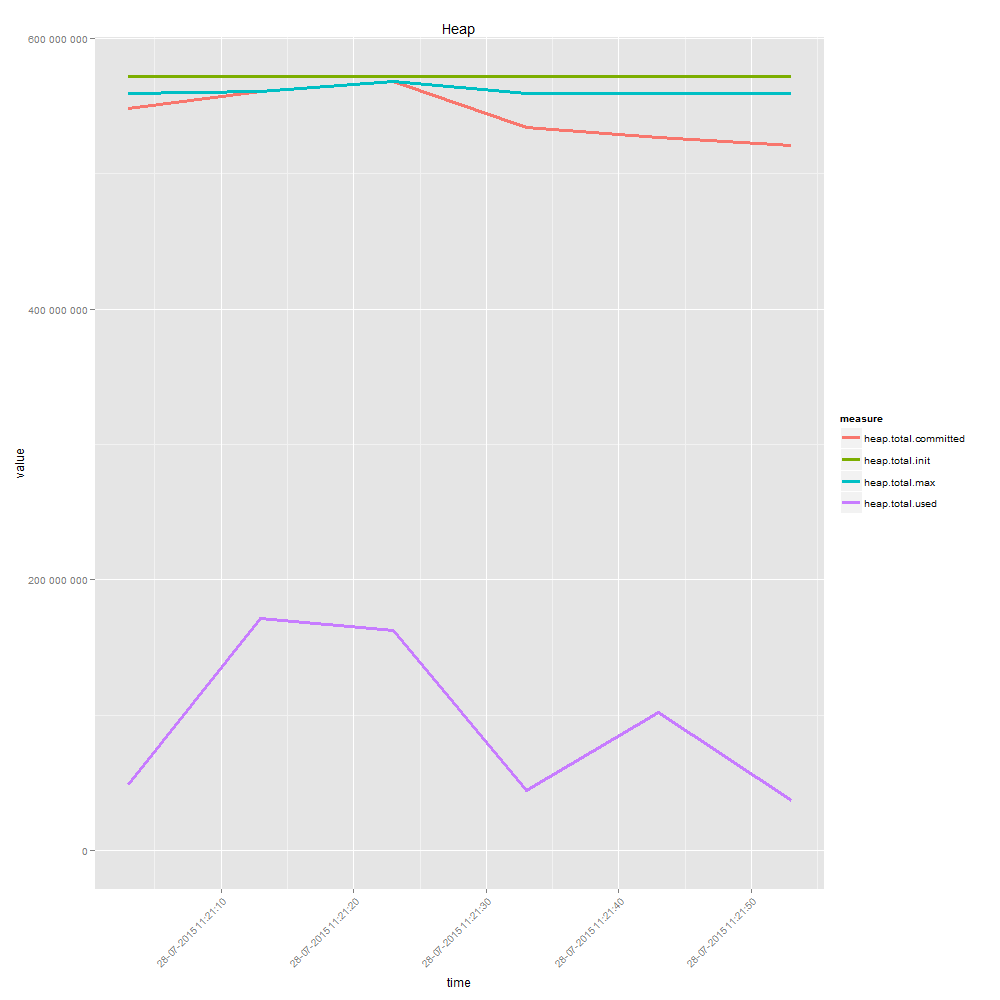 Heap
600 000 000
400 000 000
200 000 000
0
value
28-07-2015 11:21:10
28-07-2015 11:21:20
28-07-2015 11:21:30
28-07-2015 11:21:40
28-07-2015 11:21:50
time
measure
heap.total.committed
heap.total.init
heap.total.max
heap.total.used